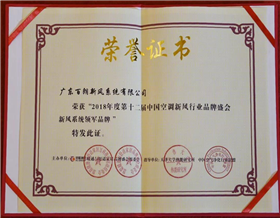 荣誉证书
广东百朗新风系统有限公司
荣获“2018年度第十二届中国空调新风行业品牌盛会
新风系统领军品牌”
特发此证。